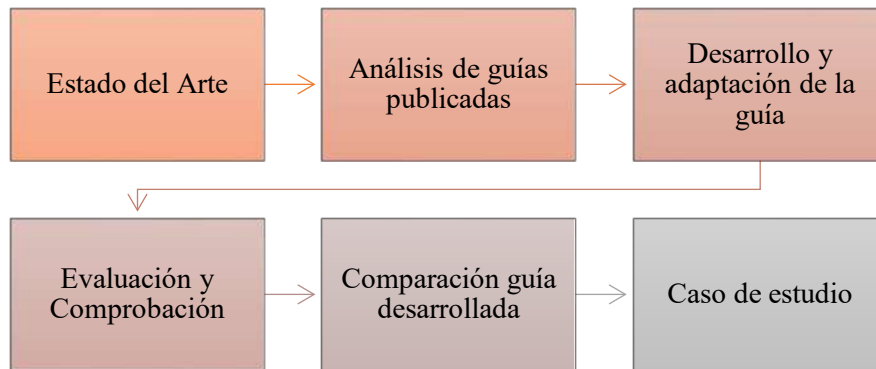 Estado del Arte
Análisis de guías
publicadas
Desarrollo y
adaptación de la
guía
Evaluación y
Comprobación
Comparación guía
desarrollada
Caso de estudio